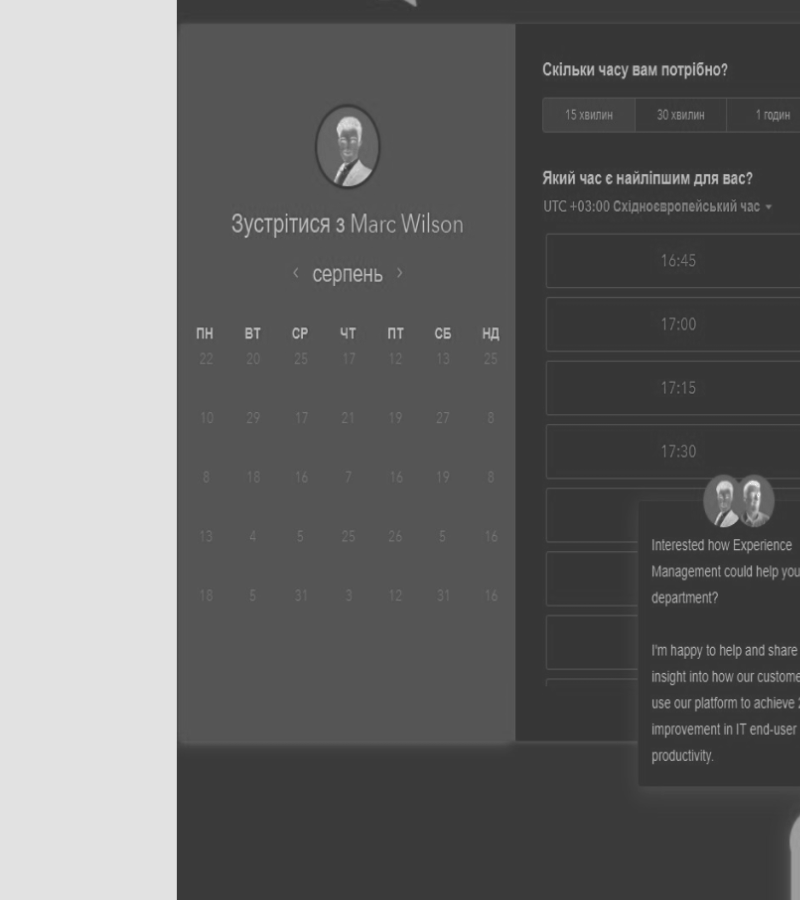 Зустрітися з Marc Wilson
серпень
ПН ВТ СР ЧТ ПТ СБ НД
22 20 25 17 12 13 25
10 29 17 21 19 27 8
8 18 16 7 16 19 8
13 4 5 25 26 5 16
18 5 31 3 12 31 16
Скільки часу вам потрібно?
15 хвилин 30 хвилин 1 годин
Який час є найліпшим для вас?
UTC +03:00 Східноєвропейський час
16:45
17:00
17:15
17:30
Interested how Experience
Management could help you
department?
I'm happy to help and share
insight into how our custome
use our platform to achieve
improvement in IT end-user
productivity.